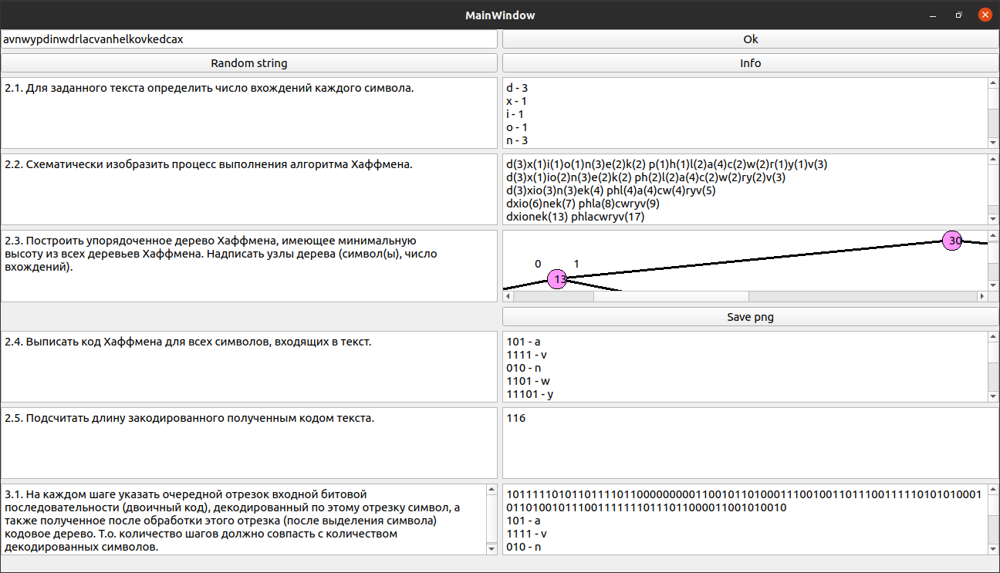 MainWindow
avnwypdinwdrlacvanhelkovkedcax
Ok
Random string
Info
2.1. Для заданного текста определить число вхождений каждого символа.
d - 3
x - 1
i - 1
o - 1
n - 3
2.2. Схематически изобразить процесс выполнения алгоритма Хаффмена.
d(3)x(1)i(1)o(1)n(3)e(2)k(2) p(1)h(1)l(2)a(4)c(2)w(2)r(1)y(1)v(3)
d(3)x(1)io(2)n(3)e(2)k(2) ph(2)l(2)a(4)c(2)w(2)ry(2)v(3)
d(3)xio(3)n(3)ek(4) phl(4)a(4)cw(4)ryv(5)
dxio(6)nek(7) phla(8)cwryv(9)
dxionek(13) phlacwryv(17)
2.3. Построить упорядоченное дерево Хаффмена, имеющее минимальную
высоту из всех деревьев Хаффмена. Надписать узлы дерева (символ(ы), число
вхождений).
30
0 1
13
Save png
2.4. Выписать код Хаффмена для всех символов, входящих в текст.
101 - a
1111 - v
010 - n
1101 - w
11101 - y
2.5. Подсчитать длину закодированного полученным кодом текста.
116
3.1. На каждом шаге указать очередной отрезок входной битовой
последовательности (двоичный код), декодированный по этому отрезку символ, а
также полученное после обработки этого отрезка (после выделения символа)
кодовое дерево. Т.о. количество шагов должно совпасть с количеством
декодированных символов.
101 - a
1111 - v
010 - n